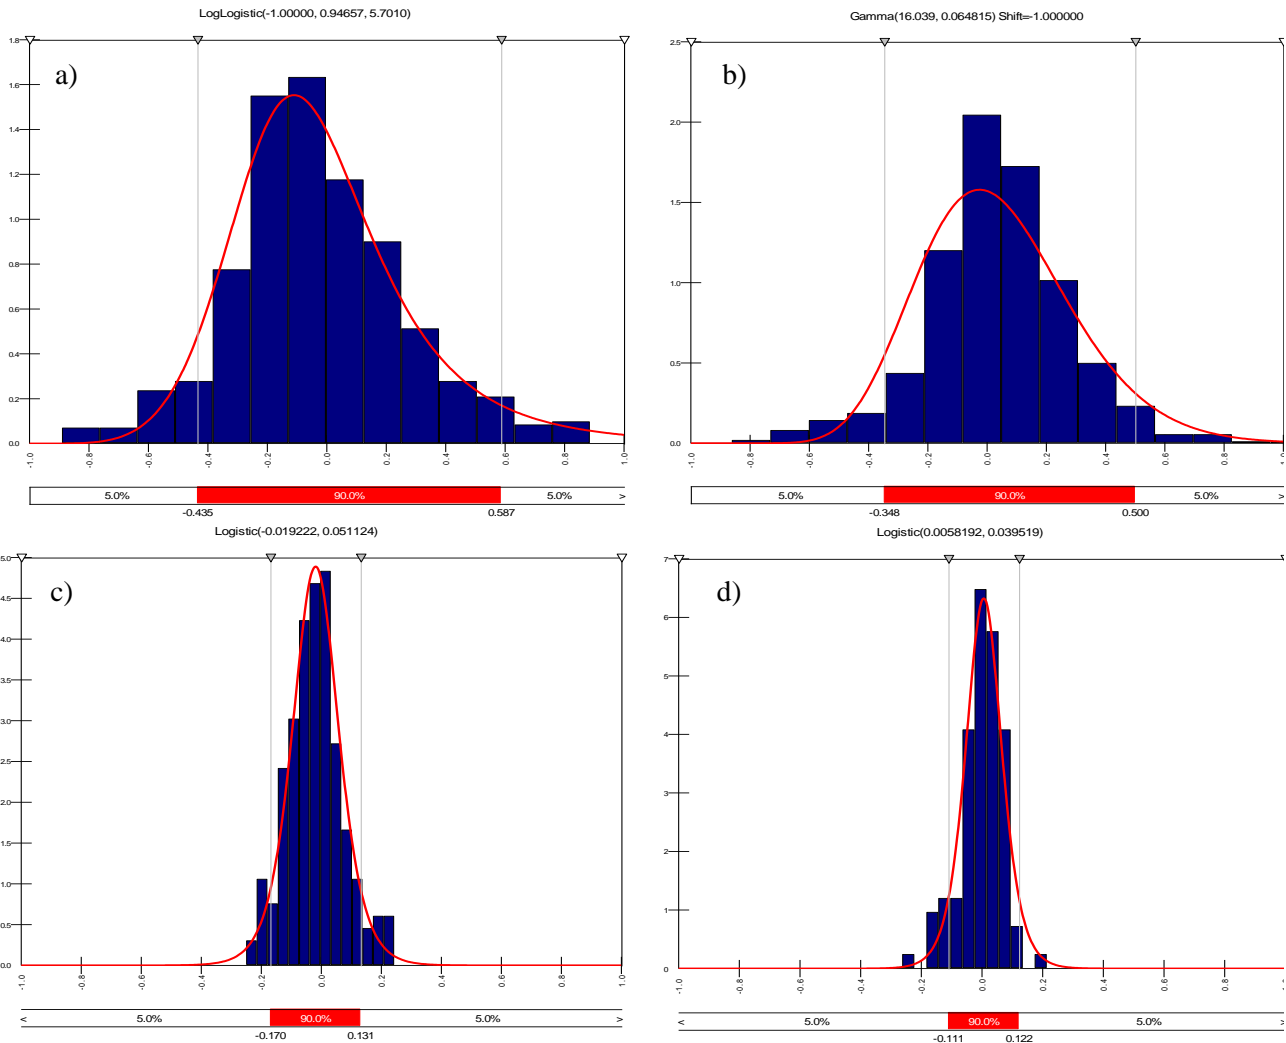 LogLogistic(-1.00000, 0.94657, 5.7010)
a)
1.8
1.6
1.4
1.2
1.0
0.8
0.6
0.4
0.2
0.0
-1.0 -0.8 -0.6 -0.4 -0.2 0.0 0.2 0.4 0.6 0.8 1.0
5.0% 90.0% 5.0% >
-0.435 0.587
Gamma(16.039, 0.064815) Shift=-1.000000
b)
2.5
2.0
1.5
1.0
0.5
0.0
-1.0 -0.8 -0.6 -0.4 -0.2 0.0 0.2 0.4 0.6 0.8 1.0
5.0% 90.0% 5.0% >
-0.348 0.500
Logistic(-0.019222, 0.051124)
c)
5.0
4.5
4.0
3.5
3.0
2.5
2.0
1.5
1.0
0.5
0.0
-1.0 -0.8 -0.6 -0.4 -0.2 0.0 0.2 0.4 0.6 0.8 1.0
< 5.0% 90.0% 5.0% >
-0.170 0.131
Logistic(0.0058192, 0.039519)
d)
7
6
5
4
3
2
1
0
-1.0 -0.8 -0.6 -0.4 -0.2 0.0 0.2 0.4 0.6 0.8 1.0
< 5.0% 90.0% 5.0% >
-0.111 0.122